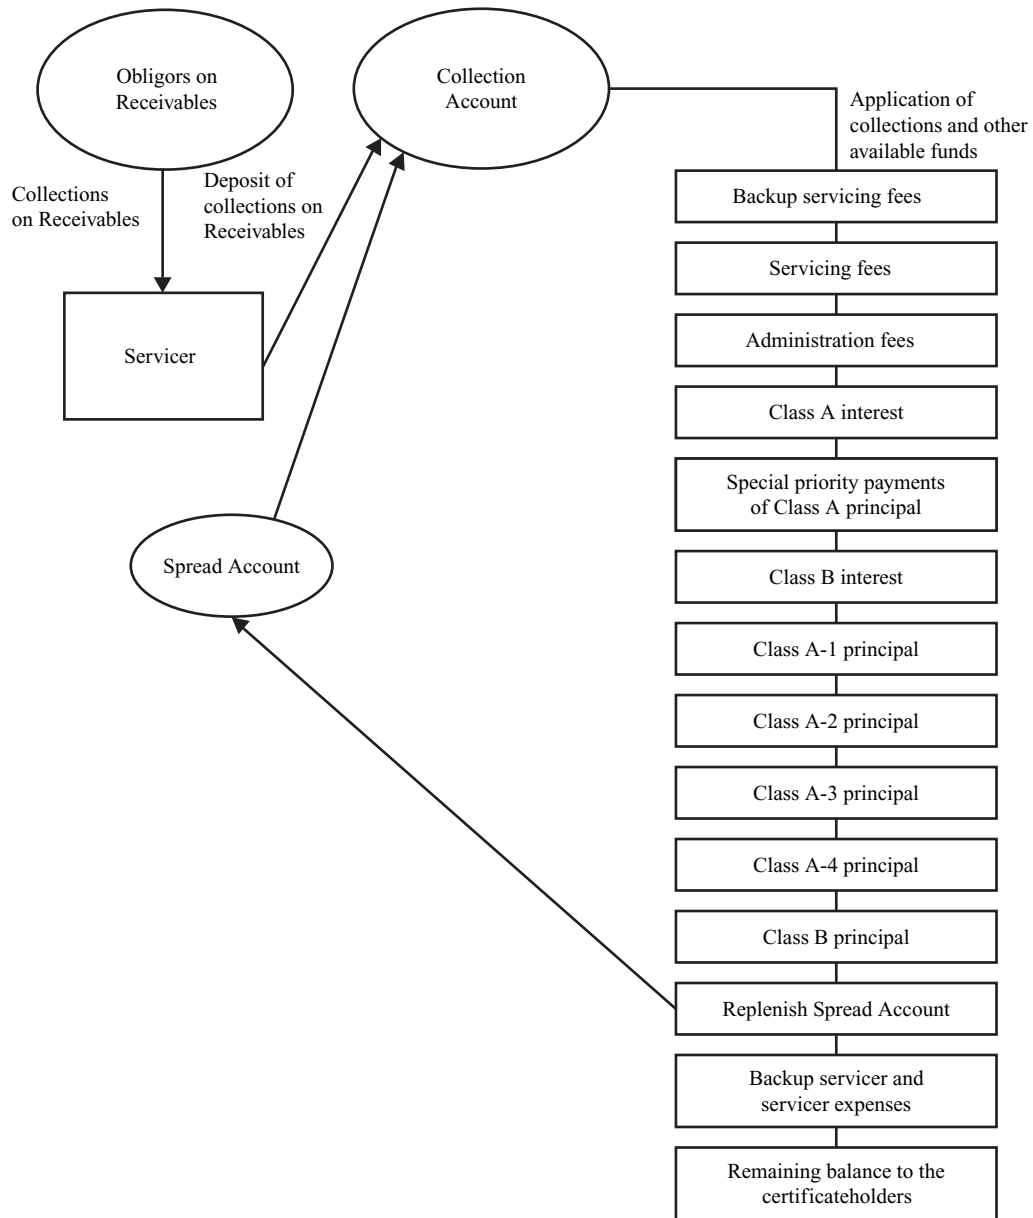 Obligors on
Receivables
Collection
Account
Application of
collections and other
available funds
Collections
on Receivables
Deposit of
collections on
Receivables
Servicer
Spread Account
Backup servicing fees
Servicing fees
Administration fees
Class A interest
Special priority payments
of Class A principal
Class B interest
Class A-1 principal
Class A-2 principal
Class A-3 principal
Class A-4 principal
Class B principal
Replenish Spread Account
Backup servicer and
servicer expenses
Remaining balance to the
certificateholders